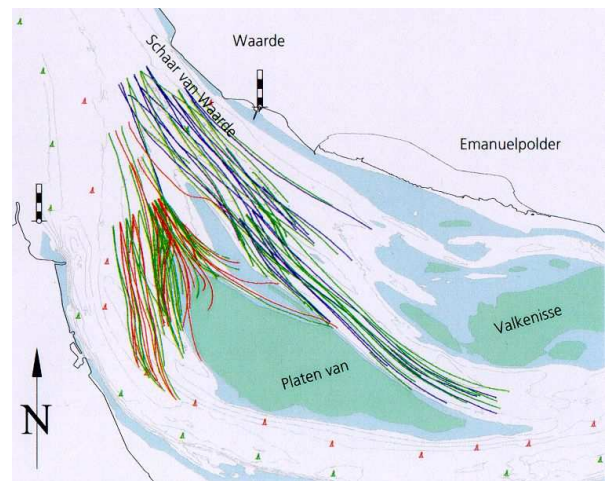 Waarde
Schaar van Waarde
Emanuelpolder
Valkenisse
Platen van
N